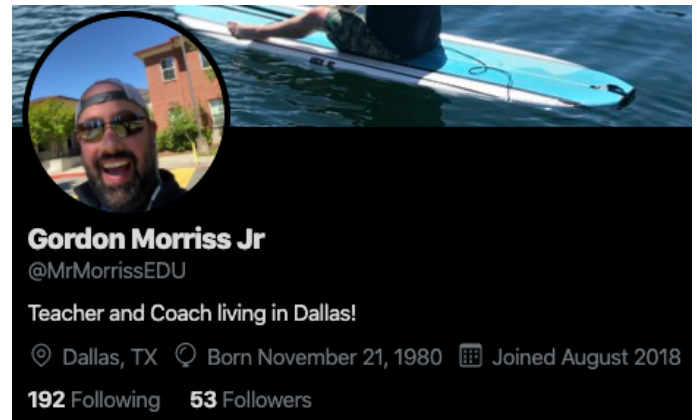 Gordon Morriss Jr
@MrMorrissEDU
Teacher and Coach living in Dallas!
Dallas, TX Born November 21, 1980 Joined August 2018
192 Following 53 Followers